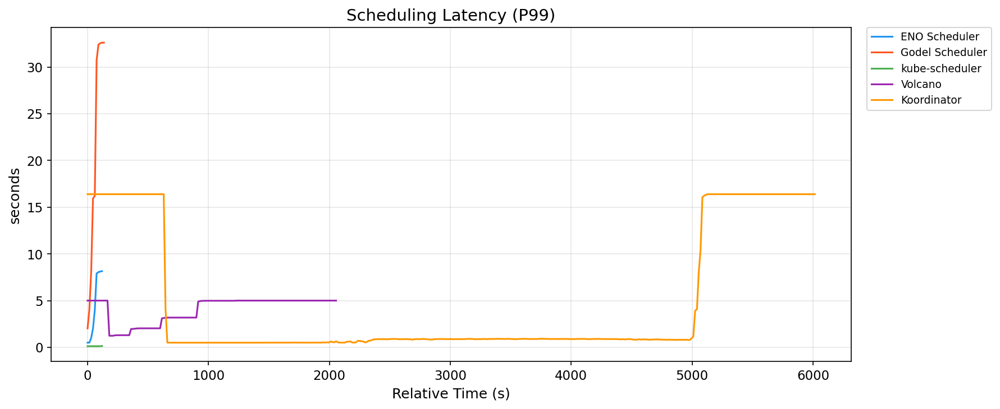 Scheduling Latency (P99)
ENO Scheduler
Godel Scheduler
kube-scheduler
Volcano
Koordinator
seconds
30
25
20
15
10
5
0
0 1000 2000 3000 4000 5000 6000
Relative Time (s)